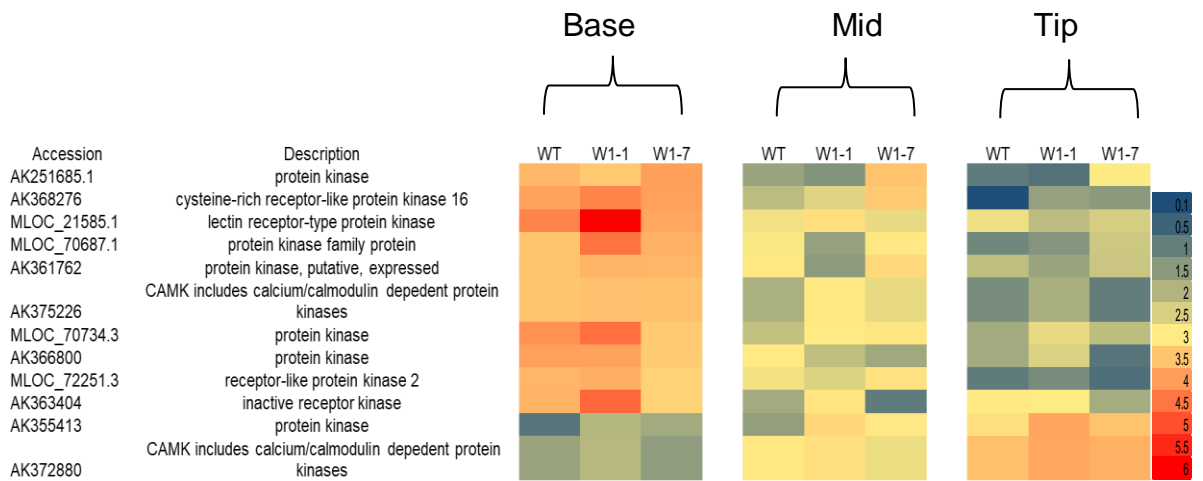 Base Mid Tip
Accession Description WT W1-1 W1-7 WT W1-1 W1-7 WT W1-1 W1-7
AK251685.1 protein kinase
AK368276 cysteine-rich receptor-like protein kinase 16
MLOC_21585.1 lectin receptor-type protein kinase
MLOC_70687.1 protein kinase family protein
AK361762 protein kinase, putative, expressed
CAMK includes calcium/calmodulin depedent protein
AK375226 kinases
MLOC_70734.3 protein kinase
AK366800 protein kinase
MLOC_72251.3 receptor-like protein kinase 2
AK363404 inactive receptor kinase
AK355413 protein kinase
CAMK includes calcium/calmodulin depedent protein
AK372880 kinases
0.1
0.5
1
1.5
2
2.5
3
3.5
4
4.5
5
5.5
6